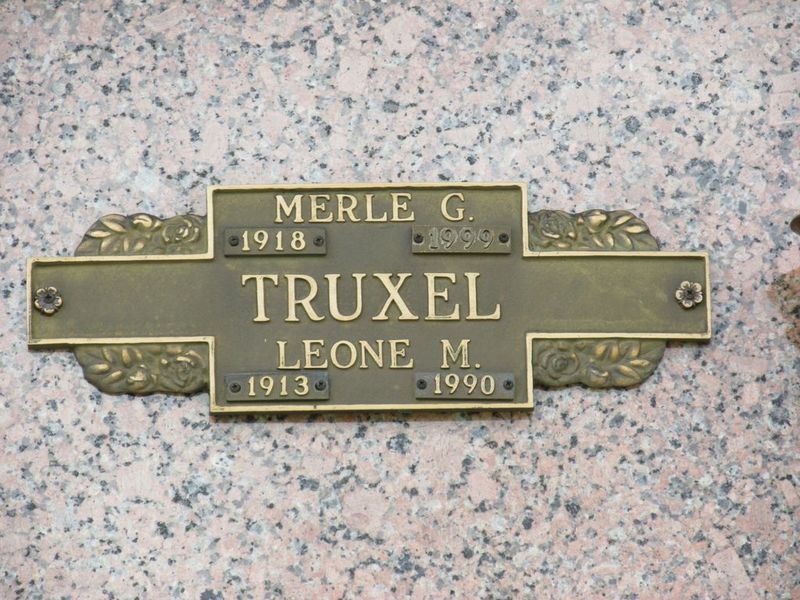 MERLE G.
1918 1999
TRUXEL
LEONE M.
1913 1990